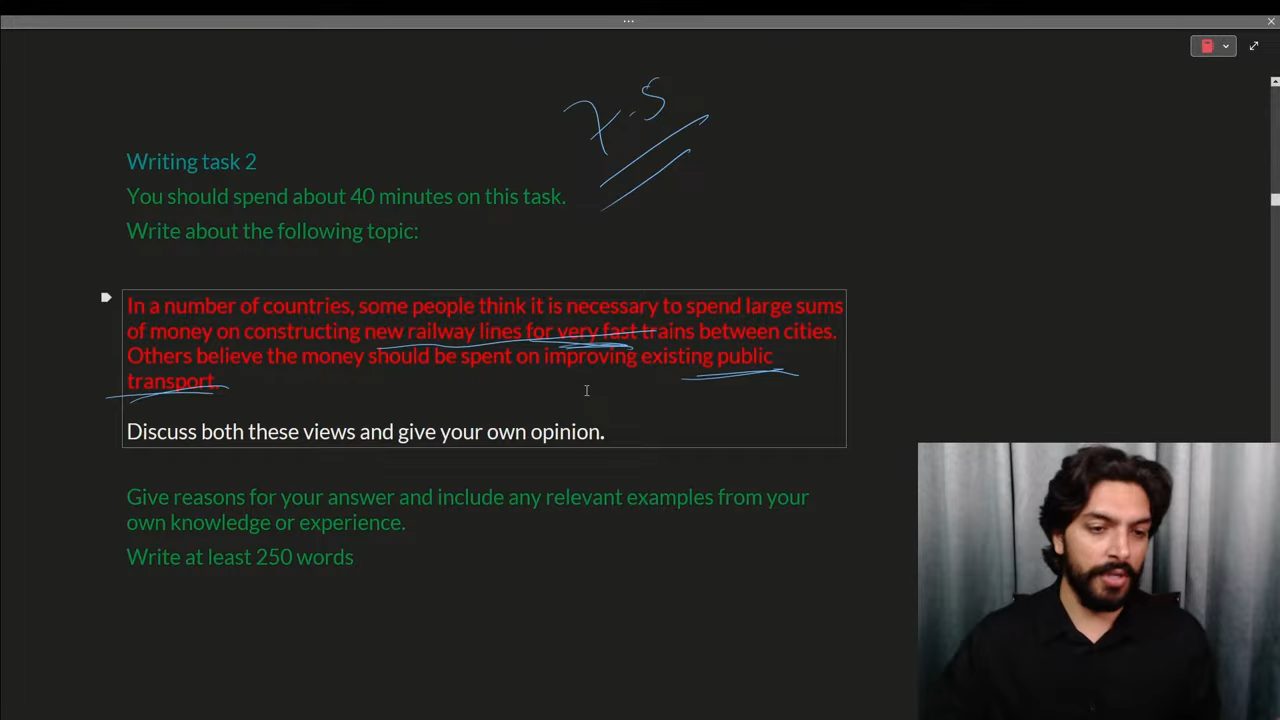 7.5
Writing task 2
You should spend about 40 minutes on this task.
Write about the following topic:
In a number of countries, some people think it is necessary to spend large sums
of money on constructing new railway lines for very fast trains between cities.
Others believe the money should be spent on improving existing public
transport.
Discuss both these views and give your own opinion.
Give reasons for your answer and include any relevant examples from your
own knowledge or experience.
Write at least 250 words